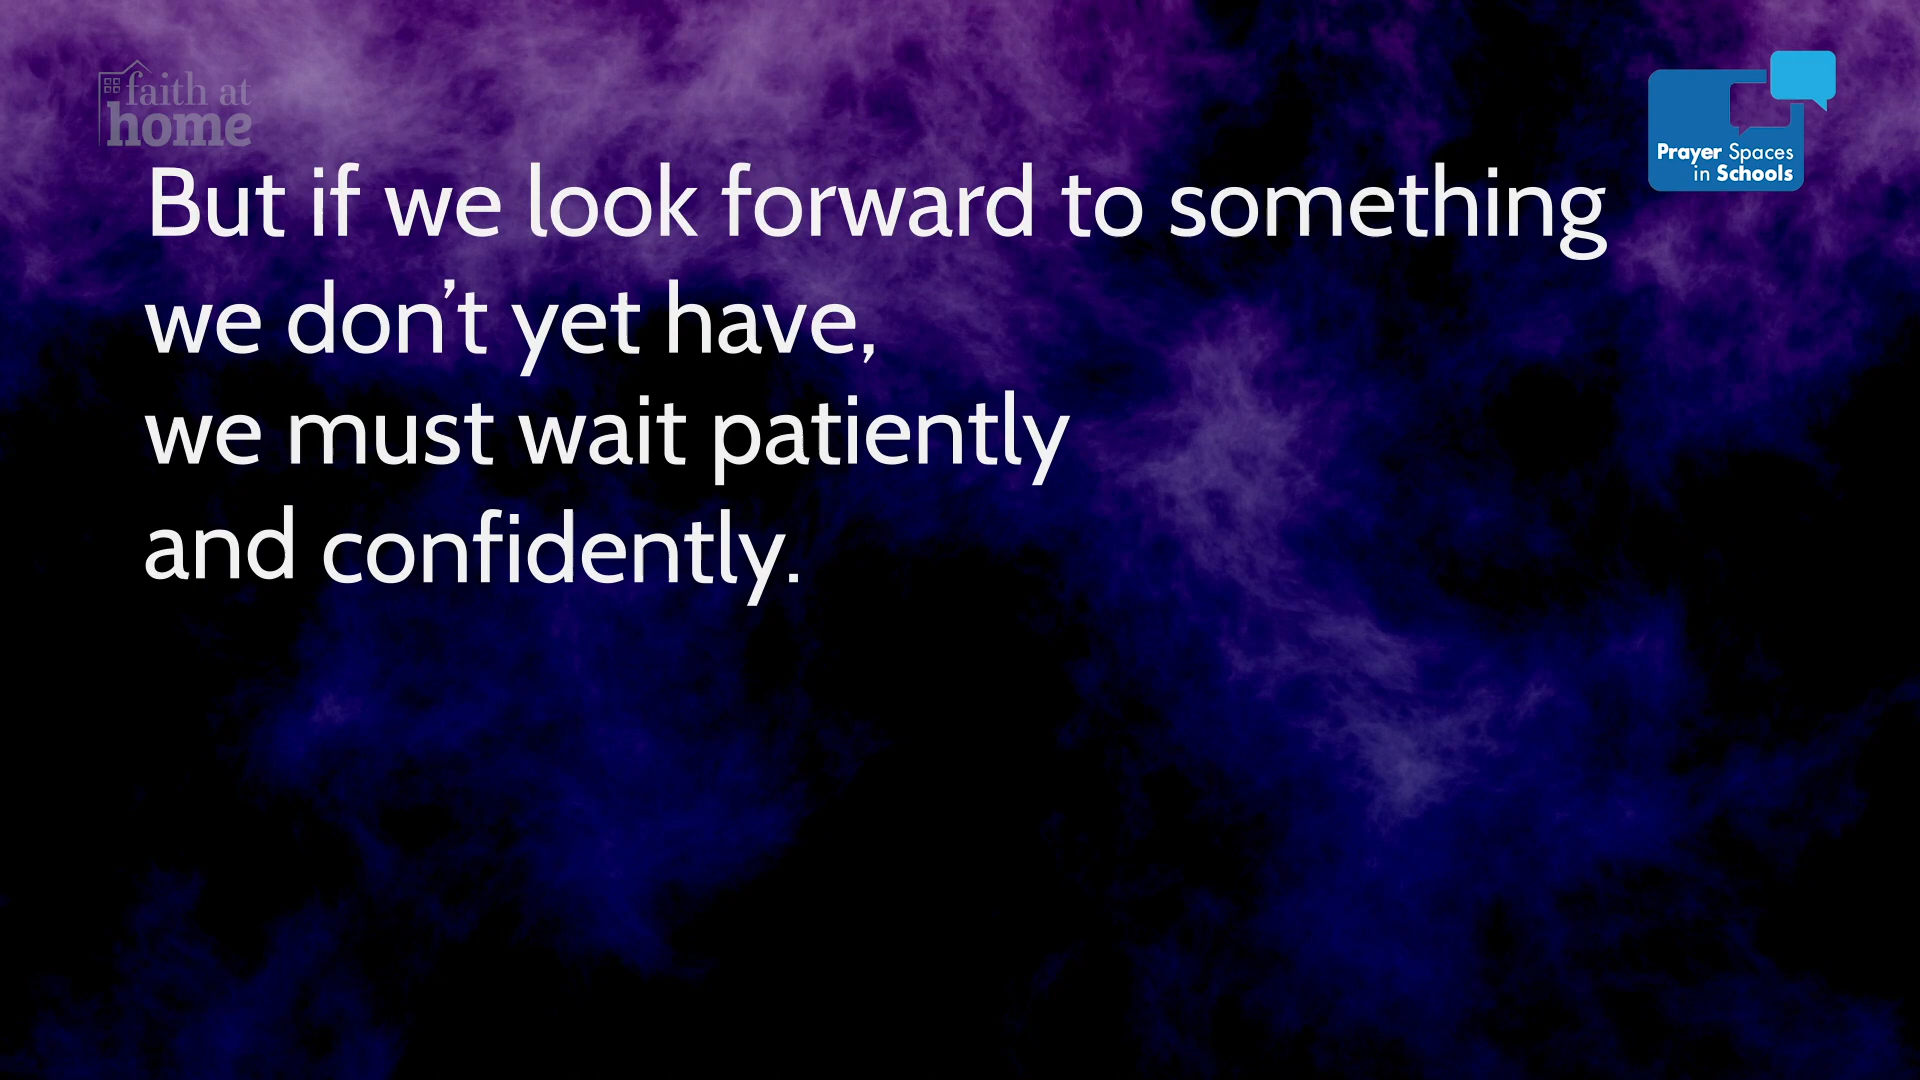 faith at
home
Prayer Spaces
in Schools
But if we look forward to something
we don’t yet have,
we must wait patiently
and confidently.